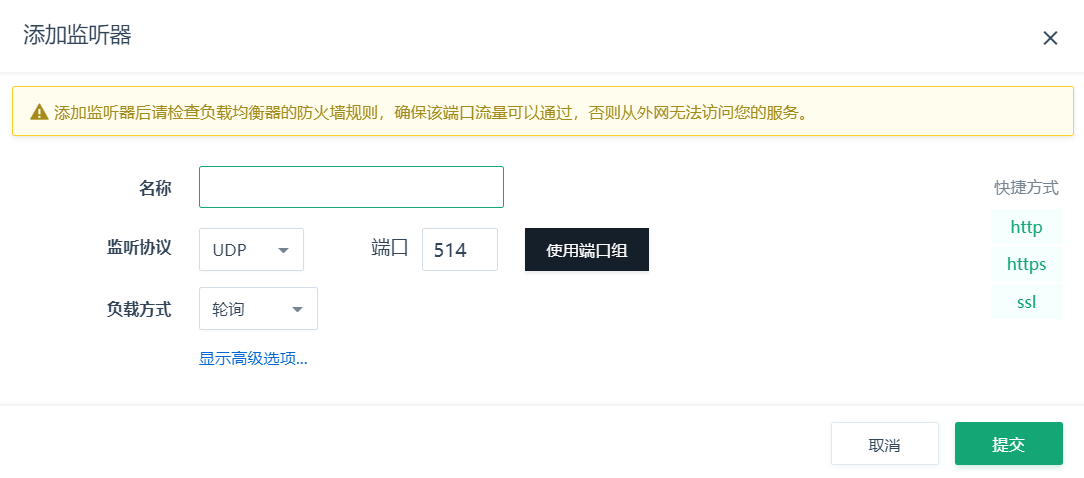 添加监听器
添加监听器后请检查负载均衡器的防火墙规则，确保该端口流量可以通过，否则从外网无法访问您的服务。
名称
快捷方式
http
监听协议 UDP 端口 514 使用端口组
https
负载方式 轮询
ssl
显示高级选项...
取消 提交